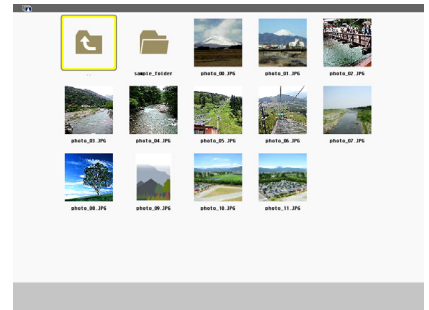 ..
sample_folder
photo_00.JPG
photo_01.JPG
photo_02.JPG
photo_03.JPG
photo_04.JPG
photo_05.JPG
photo_06.JPG
photo_07.JPG
photo_08.JPG
photo_09.JPG
photo_10.JPG
photo_11.JPG